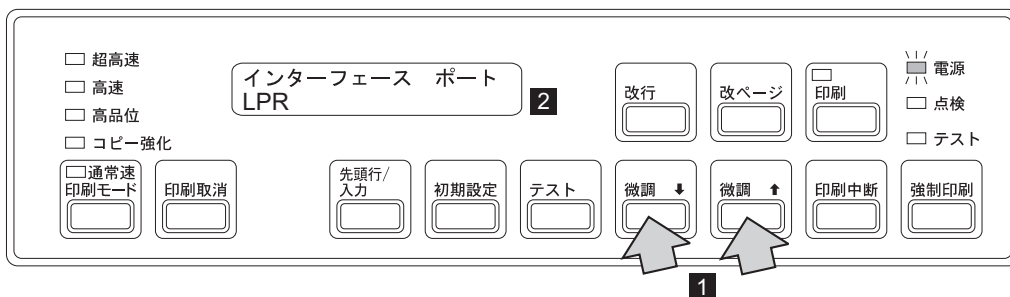 超高速
高速
高品位
コピー強化
インターフェース ポート
LPR
2
改行
改ページ
印刷
電源
点検
テスト
通常速
印刷モード
印刷取消
先頭行/
入力
初期設定
テスト
微調 ⬇
微調 ⬆
印刷中断
強制印刷
1